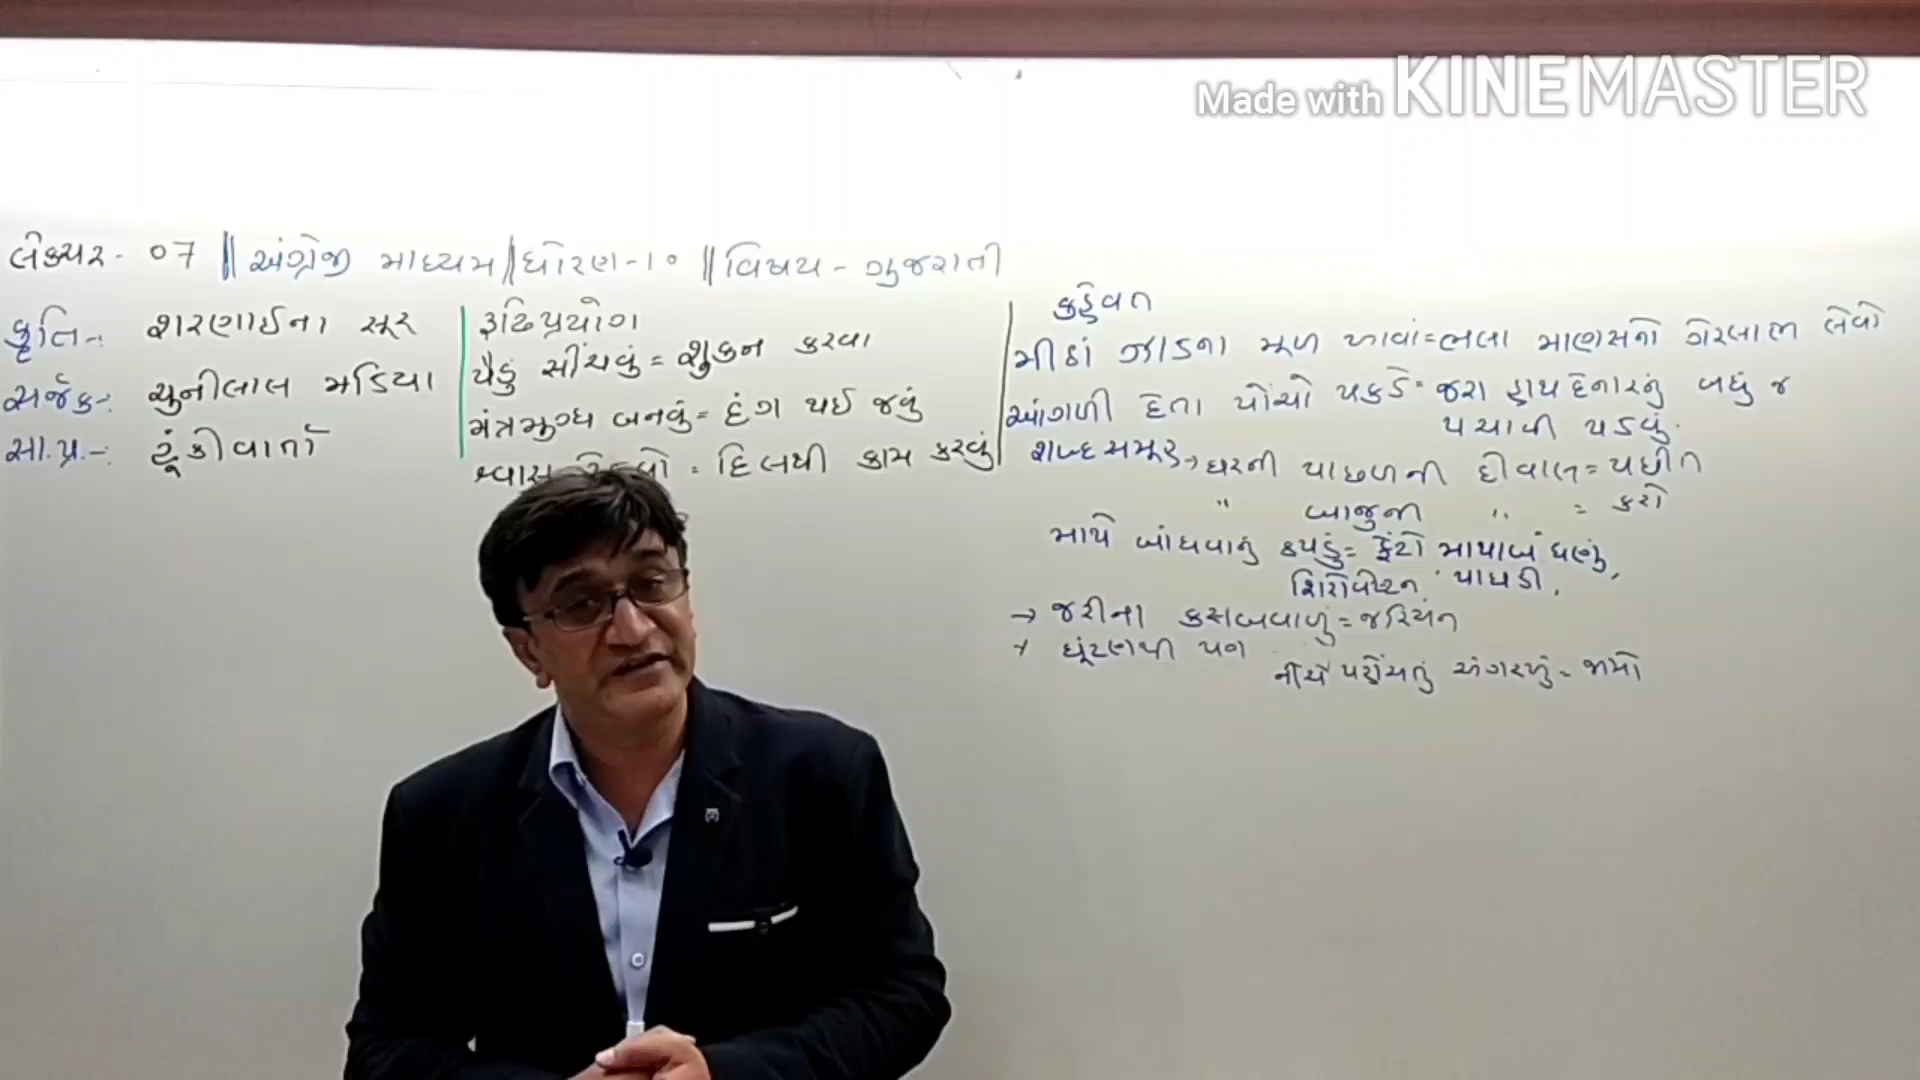 Made with KINEMASTER
લેક્ચર - 07 || અંગ્રેજી માધ્યમ || ધોરણ-૧૦ || વિષય - ગુજરાતી
કૃતિ -: શરણાઈના સૂર
સર્જક -: ચુનીલાલ મડિયા
સા.પ્ર. -: ટૂંકીવાર્તા
રૂઢિપ્રયોગ
પૈડું સીંચવું = શુકન કરવા
મંત્રમુગ્ધ બનવું = દંગ થઈ જવું
શ્વાસ = દિલથી કામ કરવું
કહેવત
મીઠાં ઝાડના મૂળ ખાવાં = ભલા માણસનો ગેરલાભ લેવો
આંગળી દેતા પોંચો પકડે = જરા હાથ દેનારનું બધું જ
પચાવી પડવું.
શબ્દસમૂહ → ઘરની પાછળની દીવાલ = પછીત
" બાજુની " = કરો
માથે બાંધવાનું કપડું = ફેંટો માથાબંધણું,
શિરોવેષ્ટન, પાઘડી.
→ જરીના કસબવાળું = જરિયન
→ ઘૂંટણથી પણ
નીચે પહોંચતું અંગરખું = જામો